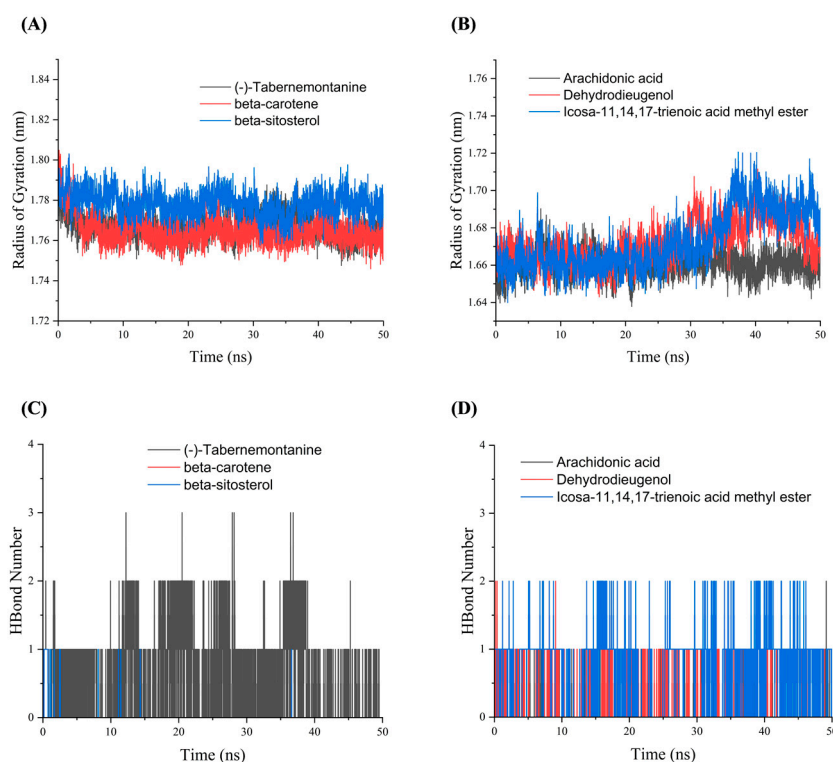 (A)
1.84
1.82
1.80
1.78
1.76
1.74
1.72
Radius of Gyration (nm)
(-)-Tabernemontanine
beta-carotene
beta-sitosterol
0
10
20
30
40
50
Time (ns)
(B)
1.76
1.74
1.72
1.70
1.68
1.66
1.64
Radius of Gyration (nm)
Arachidonic acid
Dehydrodieugenol
Icosa-11,14,17-trienoic acid methyl ester
0
10
20
30
40
50
Time (ns)
(C)
4
3
2
1
0
HBond Number
(-)-Tabernemontanine
beta-carotene
beta-sitosterol
0
10
20
30
40
50
Time (ns)
(D)
4
3
2
1
0
HBond Number
Arachidonic acid
Dehydrodieugenol
Icosa-11,14,17-trienoic acid methyl ester
0
10
20
30
40
50
Time (ns)